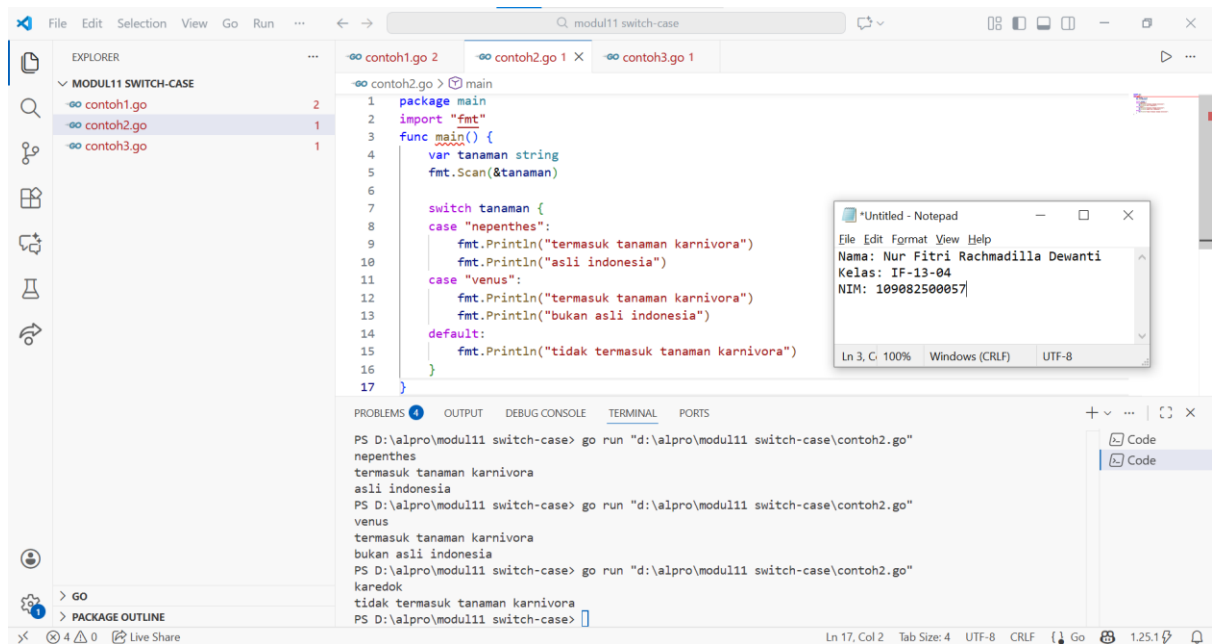 File Edit Selection View Go Run ... modul11 switch-case
EXPLORER
MODUL11 SWITCH-CASE
contoh1.go 2
contoh2.go 1
contoh3.go 1
GO
PACKAGE OUTLINE
contoh1.go 2 contoh2.go 1 contoh3.go 1
contoh2.go > main
1 package main
2 import "fmt"
3 func main() {
4 var tanaman string
5 fmt.Scan(&tanaman)
6
7 switch tanaman {
8 case "nepenthes":
9 fmt.Println("termasuk tanaman karnivora")
10 fmt.Println("asli indonesia")
11 case "venus":
12 fmt.Println("termasuk tanaman karnivora")
13 fmt.Println("bukan asli indonesia")
14 default:
15 fmt.Println("tidak termasuk tanaman karnivora")
16 }
17 }
*Untitled - Notepad
File Edit Format View Help
Nama: Nur Fitri Rachmadilla Dewanti
Kelas: IF-13-04
NIM: 109082500057
Ln 3, C 100% Windows (CRLF) UTF-8
PROBLEMS 4 OUTPUT DEBUG CONSOLE TERMINAL PORTS
PS D:\alpro\modul11 switch-case> go run "d:\alpro\modul11 switch-case\contoh2.go"
nepenthes
termasuk tanaman karnivora
asli indonesia
PS D:\alpro\modul11 switch-case> go run "d:\alpro\modul11 switch-case\contoh2.go"
venus
termasuk tanaman karnivora
bukan asli indonesia
PS D:\alpro\modul11 switch-case> go run "d:\alpro\modul11 switch-case\contoh2.go"
karedok
tidak termasuk tanaman karnivora
PS D:\alpro\modul11 switch-case>
Code
Code
1
4 0 Live Share Ln 17, Col 2 Tab Size: 4 UTF-8 CRLF Go 1.25.1